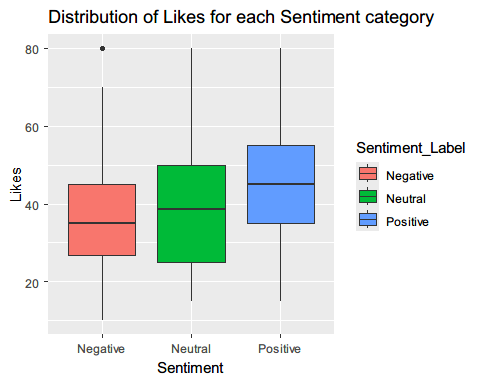 Distribution of Likes for each Sentiment category
80
60
40
20
Likes
Negative Neutral Positive
Sentiment
Sentiment_Label
Negative
Neutral
Positive